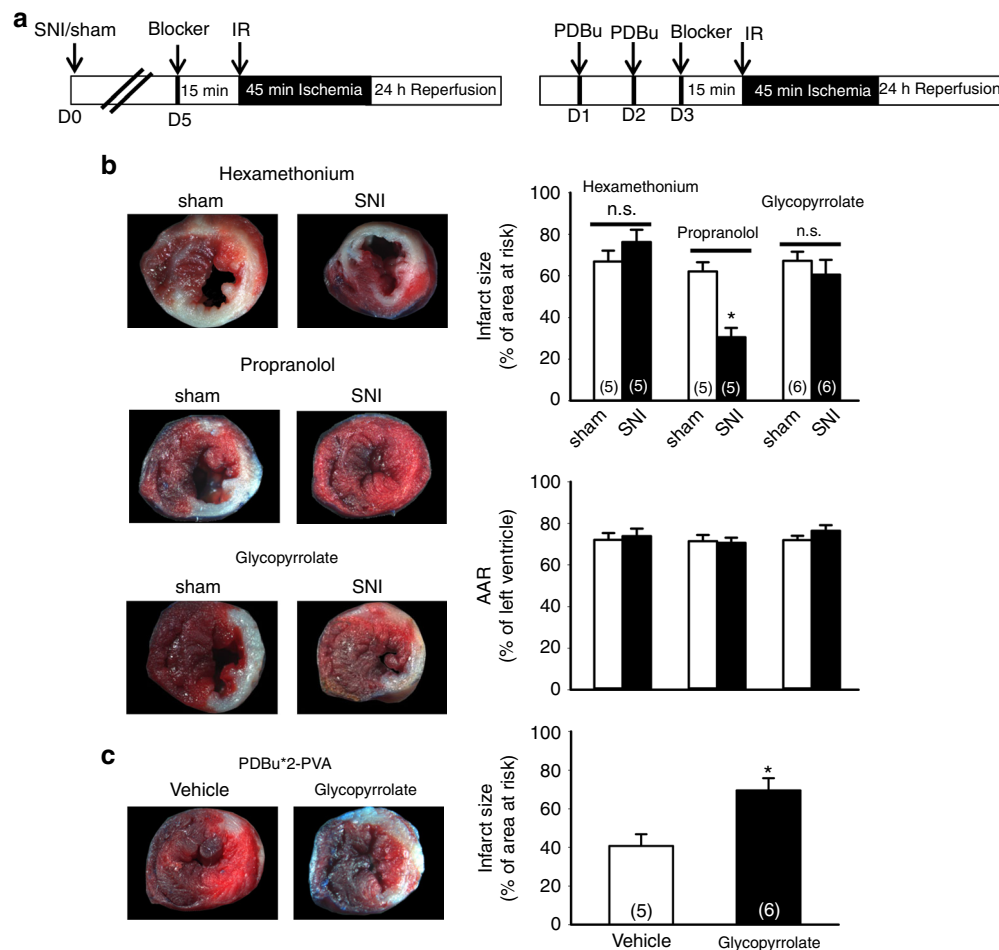 a
SNI/sham Blocker IR
15 min 45 min Ischemia 24 h Reperfusion
D0 D5
PDBu PDBu Blocker IR
15 min 45 min Ischemia 24 h Reperfusion
D1 D2 D3
b
Hexamethonium
sham SNI
Propranolol
sham SNI
Glycopyrrolate
sham SNI
Infarct size
(% of area at risk)
100
80
60
40
20
0
Hexamethonium
n.s.
Propranolol
*
Glycopyrrolate
n.s.
(5) (5) (5) (5) (6) (6)
sham SNI sham SNI sham SNI
AAR
(% of left ventricle)
100
80
60
40
20
0
c
PDBu*2-PVA
Vehicle Glycopyrrolate
Infarct size
(% of area at risk)
100
80
60
40
20
0
*
(5) (6)
Vehicle Glycopyrrolate